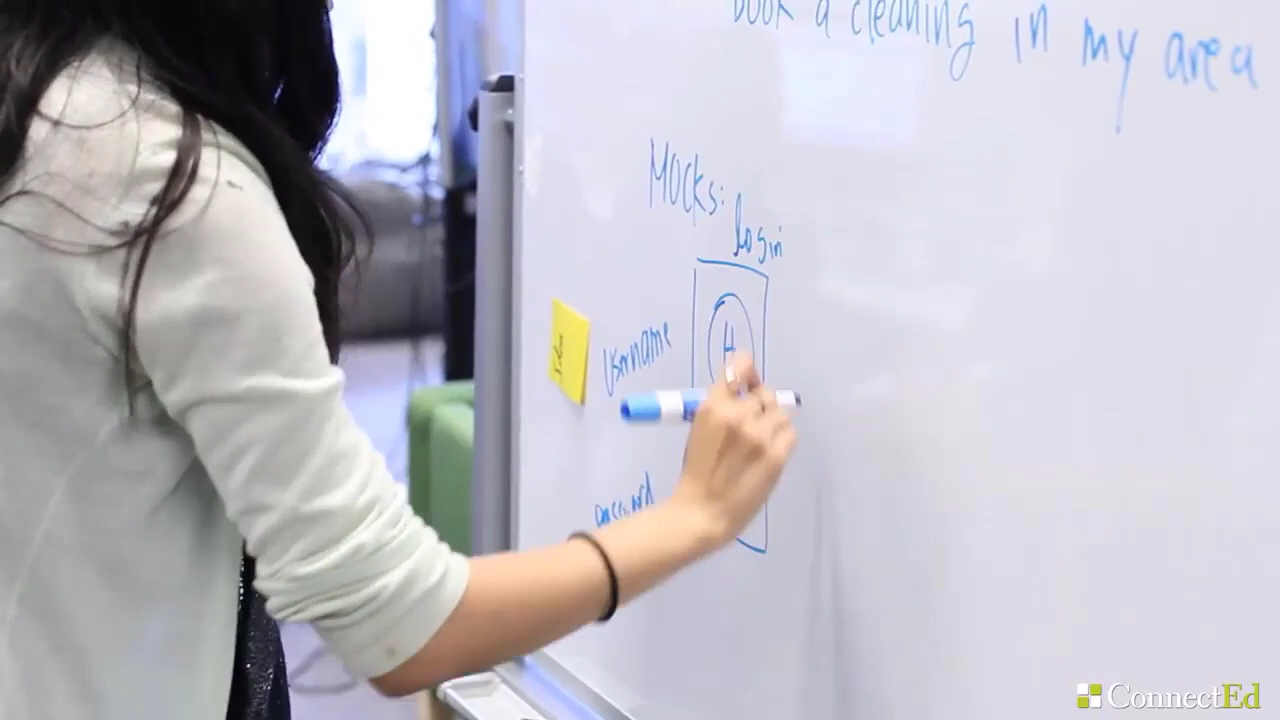 book a cleaning in my area
Mocks:
login
Username
password
H
ConnectEd